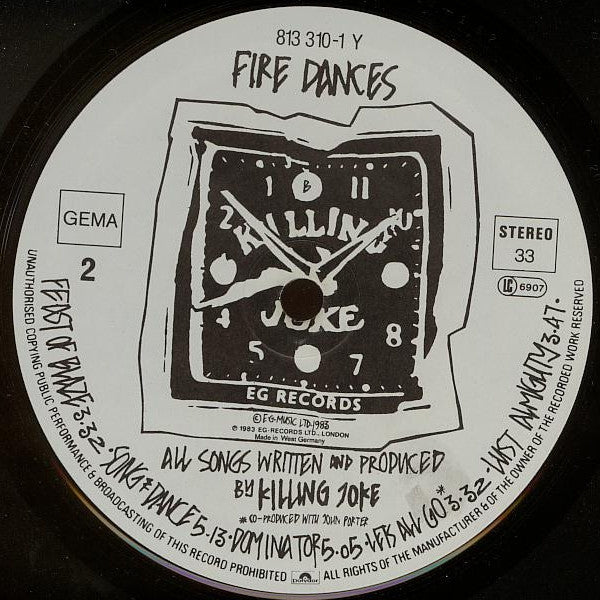 813 310-1 Y
FIRE DANCES
1 B 11
2 KILLING 10
JOKE
4 8
5 7
EG RECORDS
GEMA
2
STEREO
33
LC 6907
© E·G·MUSIC LTD.1983
℗ 1983 EG·RECORDS LTD., LONDON
Made in West Germany
ALL SONGS WRITTEN AND PRODUCED
BY KILLING JOKE
* CO-PRODUCED WITH JOHN PORTER
FEAST OF BLAZE 3·32 · SONG & DANCE 5·13 · DOMINATOR 5·05 · LETS ALL GO* 3·32 · LUST ALMIGHTY 3·47 ·
UNAUTHORISED COPYING PUBLIC PERFORMANCE & BROADCASTING OF THIS RECORD PROHIBITED Polydor ALL RIGHTS OF THE MANUFACTURER & OF THE OWNER OF THE RECORDED WORK RESERVED